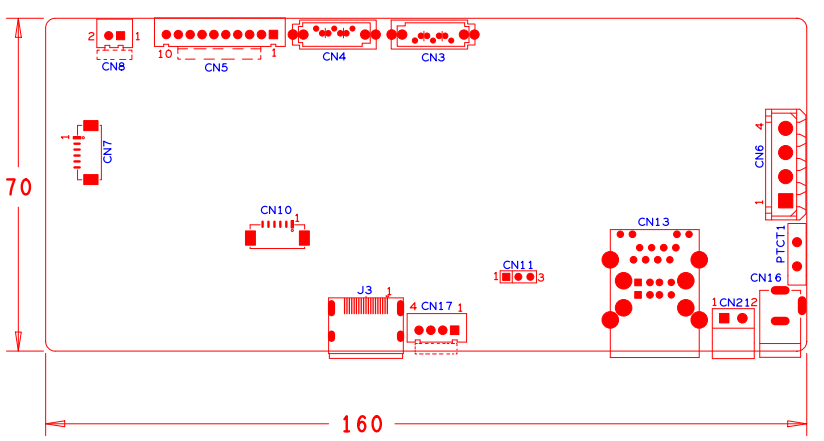 2 1
CN8
10 1
CN5
CN4
CN3
1
CN7
70
CN10
1
4
CN6
1
PTCT1
CN13
CN11
1 3
CN16
J3
1
4 CN17 1
1 CN21 2
160